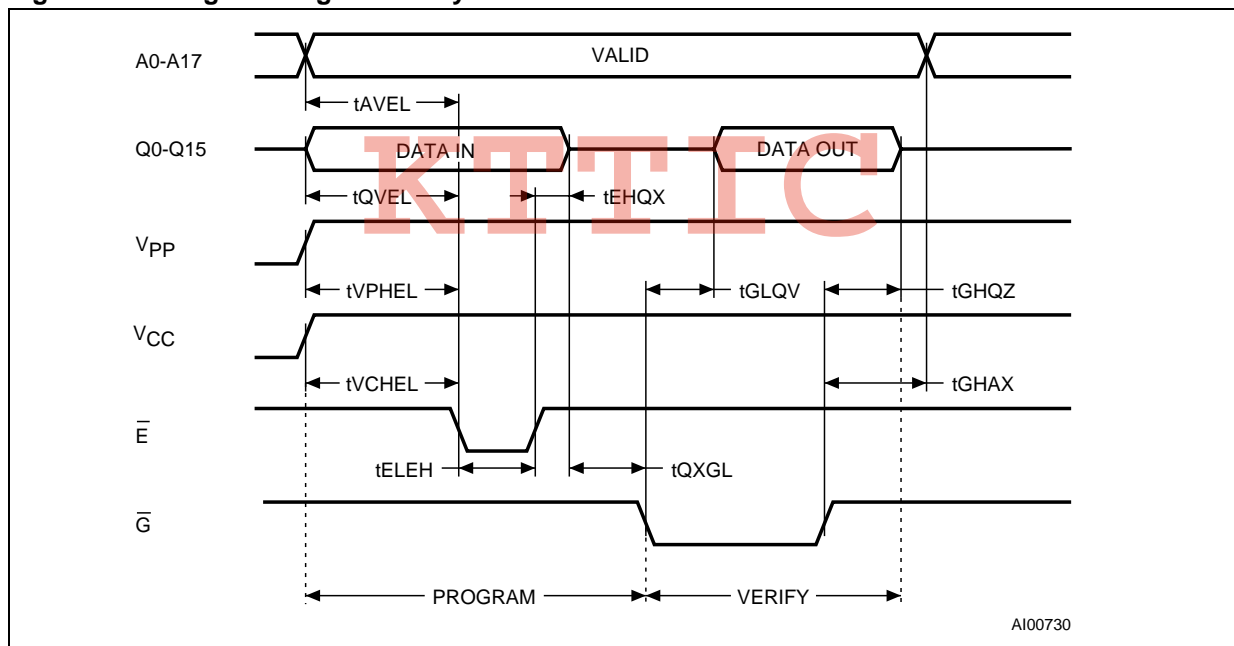 A0-A17
VALID
tAVEL
Q0-Q15
DATA IN
DATA OUT
tQVEL
tEHQX
KTTIC
VPP
tVPHEL
tGLQV
tGHQZ
VCC
tVCHEL
tGHAX
E̅
tELEH
tQXGL
G̅
PROGRAM
VERIFY
AI00730